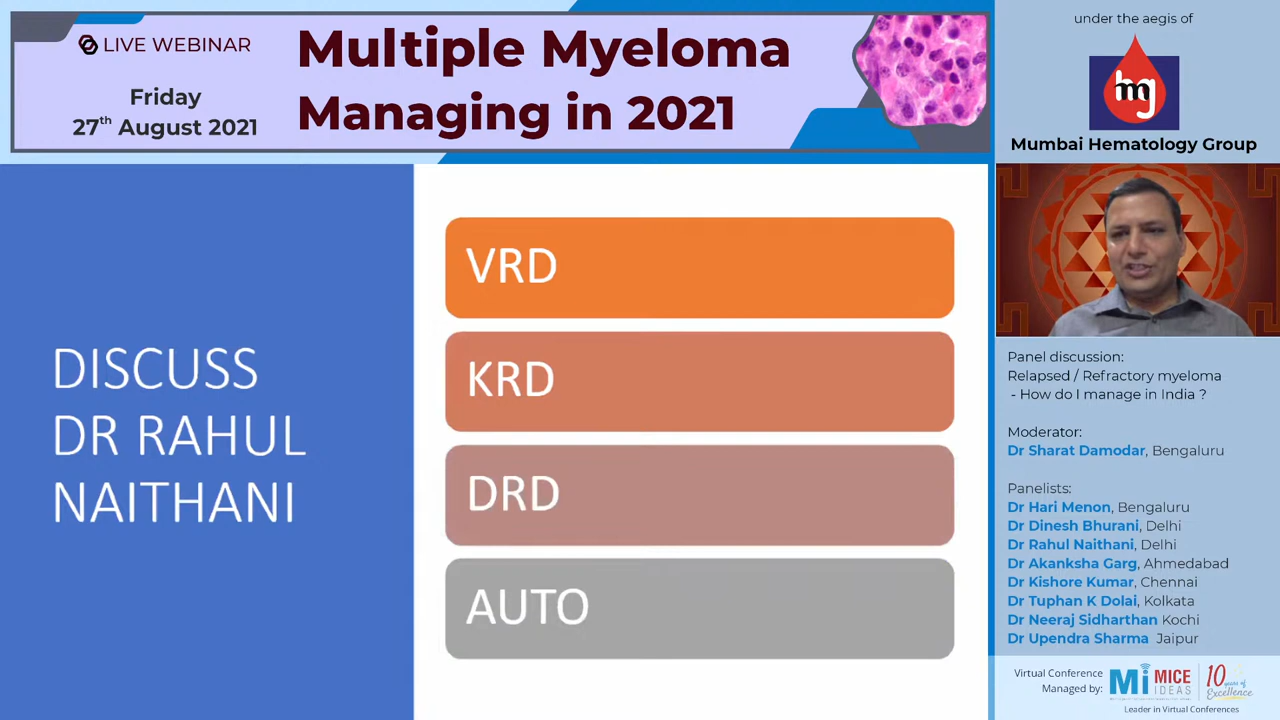 LIVE WEBINAR
Friday
27th August 2021
Multiple Myeloma
Managing in 2021
under the aegis of
hg
Mumbai Hematology Group
DISCUSS
DR RAHUL
NAITHANI
VRD
KRD
DRD
AUTO
Panel discussion:
Relapsed / Refractory myeloma
- How do I manage in India ?
Moderator:
Dr Sharat Damodar, Bengaluru
Panelists:
Dr Hari Menon, Bengaluru
Dr Dinesh Bhurani, Delhi
Dr Rahul Naithani, Delhi
Dr Akanksha Garg, Ahmedabad
Dr Kishore Kumar, Chennai
Dr Tuphan K Dolai, Kolkata
Dr Neeraj Sidharthan Kochi
Dr Upendra Sharma Jaipur
Virtual Conference
Managed by:
Mi MICE
IDEAS
10 years of
Excellence
Leader in Virtual Conferences